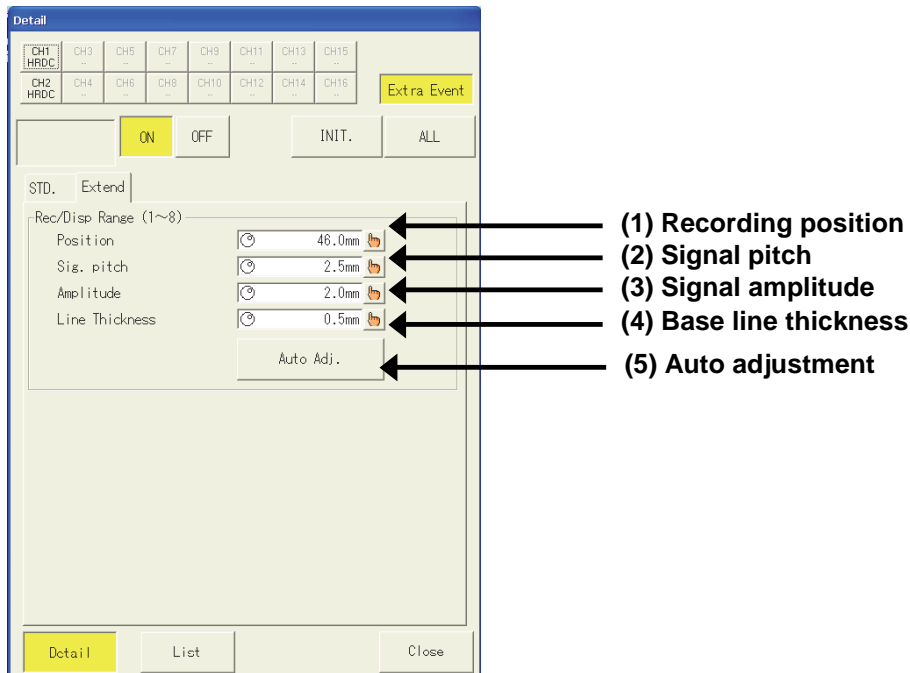 Detail
CH1 CH3 CH5 CH7 CH9 CH11 CH13 CH15
HRDC -- -- -- -- -- -- --
CH2 CH4 CH6 CH8 CH10 CH12 CH14 CH16
HRDC -- -- -- -- -- -- --
Extra Event
ON OFF INIT. ALL
STD. Extend
Rec/Disp Range (1~8)
Position 46.0mm
Sig. pitch 2.5mm
Amplitude 2.0mm
Line Thickness 0.5mm
Auto Adj.
Detail List Close
(1) Recording position
(2) Signal pitch
(3) Signal amplitude
(4) Base line thickness
(5) Auto adjustment